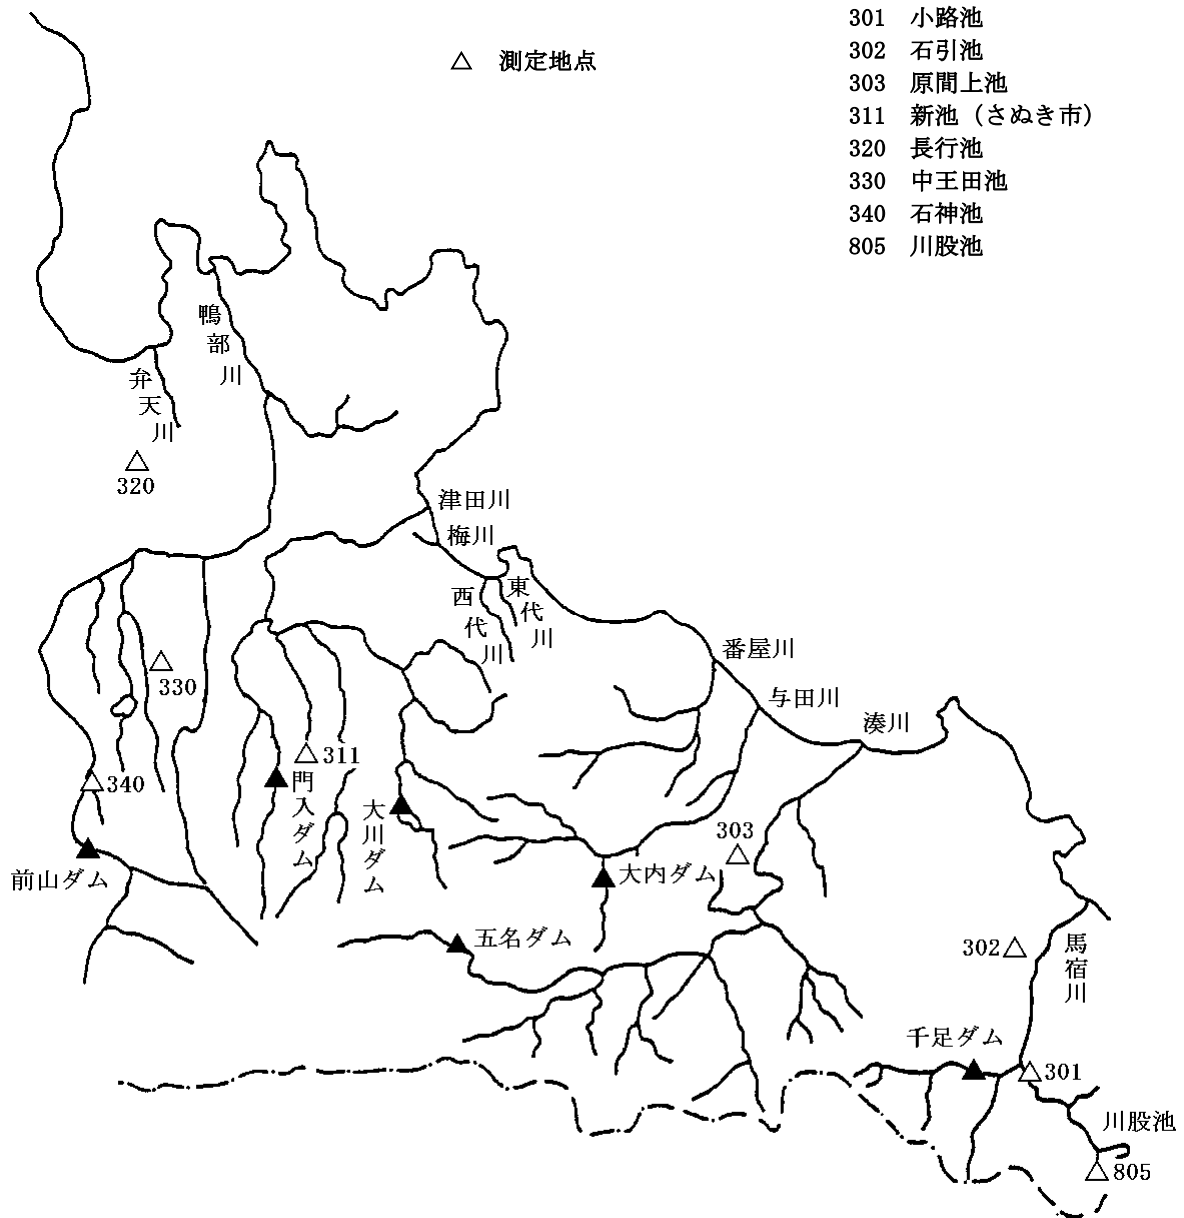 △ 測定地点
301 小路池
302 石引池
303 原間上池
311 新池（さぬき市）
320 長行池
330 中王田池
340 石神池
805 川股池
鴨部川
弁天川
320
津田川
梅川
西代川
東代川
番屋川
与田川
湊川
330
311
340
門入ダム
大川ダム
303
前山ダム
大内ダム
五名ダム
302
馬宿川
千足ダム
301
川股池
805